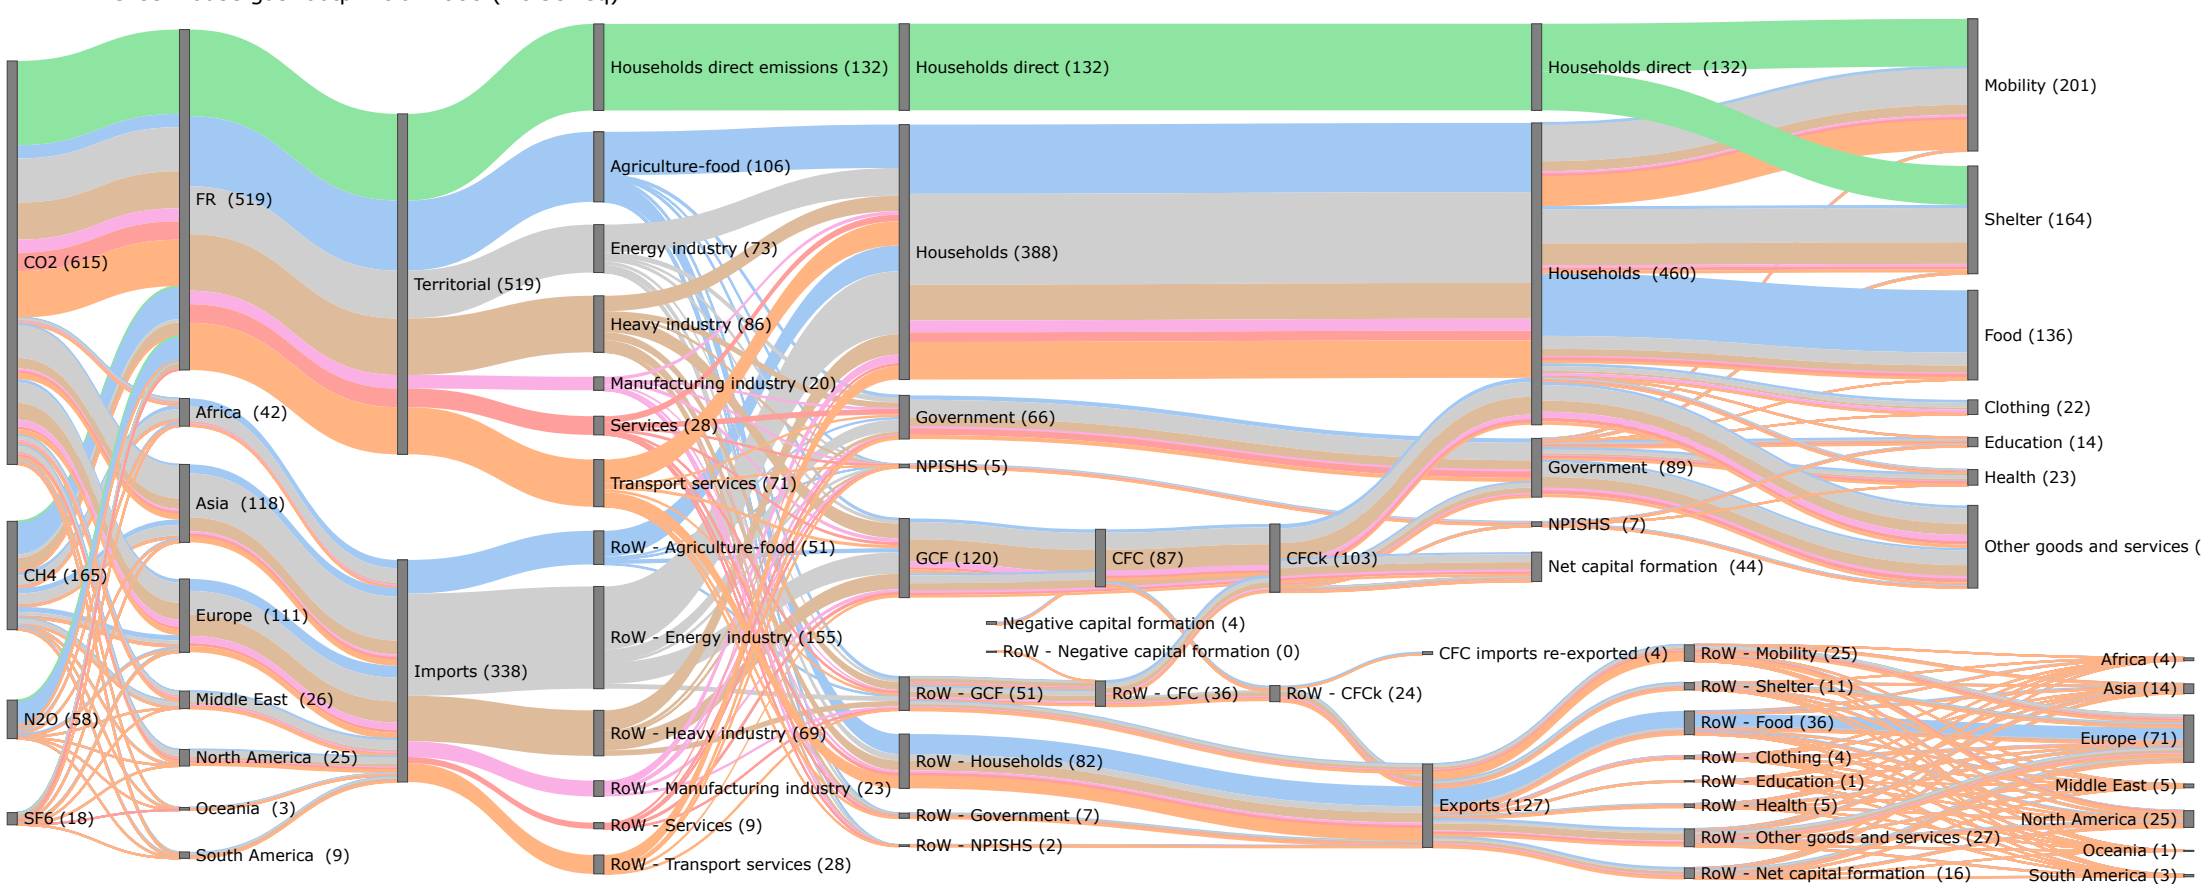 CO2 (615)
CH4 (165)
N2O (58)
SF6 (18)
FR (519)
Africa (42)
Asia (118)
Europe (111)
Middle East (26)
North America (25)
Oceania (3)
South America (9)
Territorial (519)
Imports (338)
Households direct emissions (132)
Agriculture-food (106)
Energy industry (73)
Heavy industry (86)
Manufacturing industry (20)
Services (28)
Transport services (71)
RoW - Agriculture-food (51)
RoW - Energy industry (155)
RoW - Heavy industry (69)
RoW - Manufacturing industry (23)
RoW - Services (9)
RoW - Transport services (28)
Households direct (132)
Households (388)
Government (66)
NPISHS (5)
GCF (120)
Negative capital formation (4)
RoW - Negative capital formation (0)
RoW - GCF (51)
RoW - Households (82)
RoW - Government (7)
RoW - NPISHS (2)
CFC (87)
RoW - CFC (36)
CFCk (103)
RoW - CFCk (24)
CFC imports re-exported (4)
Exports (127)
Households direct (132)
Households (460)
Government (89)
NPISHS (7)
Net capital formation (44)
RoW - Mobility (25)
RoW - Shelter (11)
RoW - Food (36)
RoW - Clothing (4)
RoW - Education (1)
RoW - Health (5)
RoW - Other goods and services (27)
RoW - Net capital formation (16)
Mobility (201)
Shelter (164)
Food (136)
Clothing (22)
Education (14)
Health (23)
Other goods and services (
Africa (4)
Asia (14)
Europe (71)
Middle East (5)
North America (25)
Oceania (1)
South America (3)